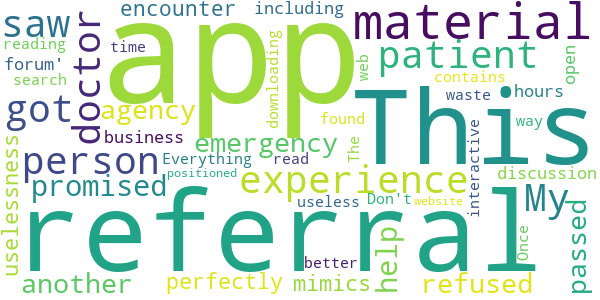 encounter including
saw app material
reading time doctor downloading
forum' patient web contains
search got agency open
waste hours
business emergency found way
person Everything read The This interactive
positioned discussion
promised experience useless Don't website My
uselessness referral better help Once passed
another perfectly mimics refused